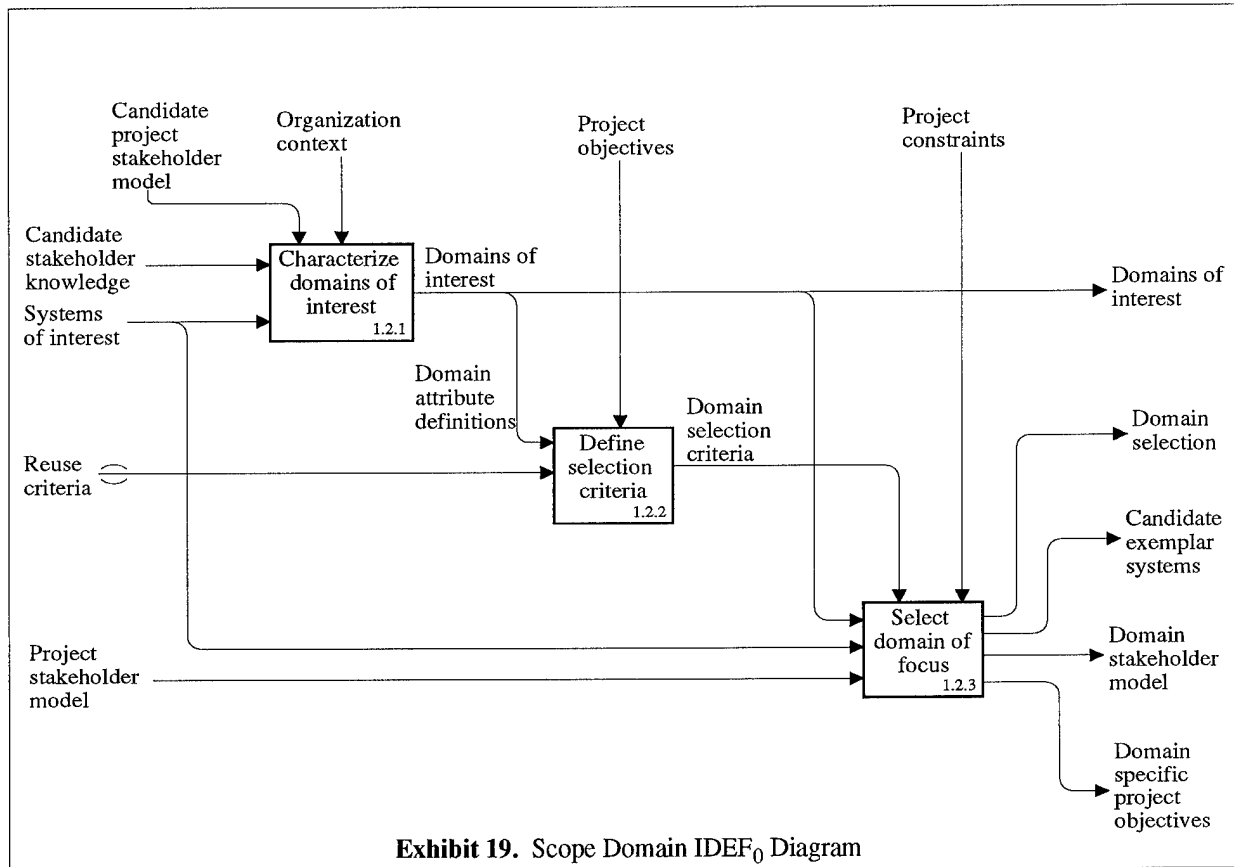 Candidate
project
stakeholder
model
Organization
context
Project
objectives
Project
constraints
Candidate
stakeholder
knowledge
Systems
of interest
Characterize
domains of
interest
1.2.1
Domains of
interest
Domains of
interest
Domain
attribute
definitions
Reuse
criteria
Define
selection
criteria
1.2.2
Domain
selection
criteria
Domain
selection
Candidate
exemplar
systems
Project
stakeholder
model
Select
domain of
focus
1.2.3
Domain
stakeholder
model
Domain
specific
project
objectives
Exhibit 19. Scope Domain IDEF0 Diagram